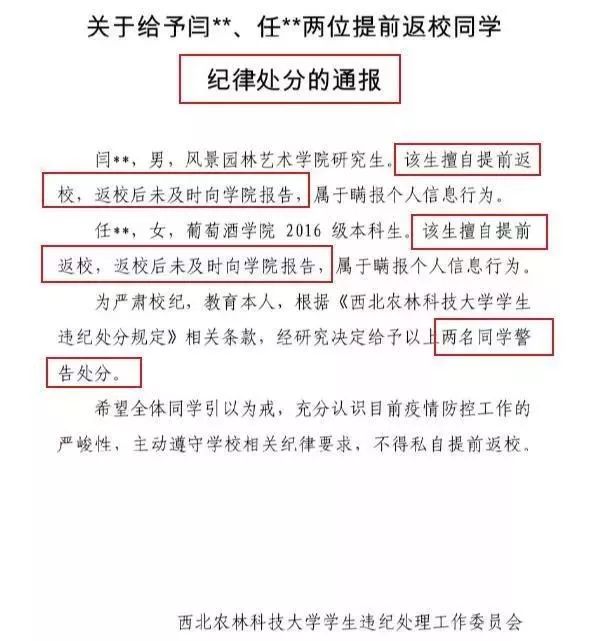 关于给予闫**、任**两位提前返校同学
纪律处分的通报
闫**，男，风景园林艺术学院研究生。该生擅自提前返
校，返校后未及时向学院报告，属于瞒报个人信息行为。
任**，女，葡萄酒学院 2016 级本科生。该生擅自提前
返校，返校后未及时向学院报告，属于瞒报个人信息行为。
为严肃校纪，教育本人，根据《西北农林科技大学学生
违纪处分规定》相关条款，经研究决定给予以上两名同学警
告处分。
希望全体同学引以为戒，充分认识目前疫情防控工作的
严峻性，主动遵守学校相关纪律要求，不得私自提前返校。
西北农林科技大学学生违纪处理工作委员会